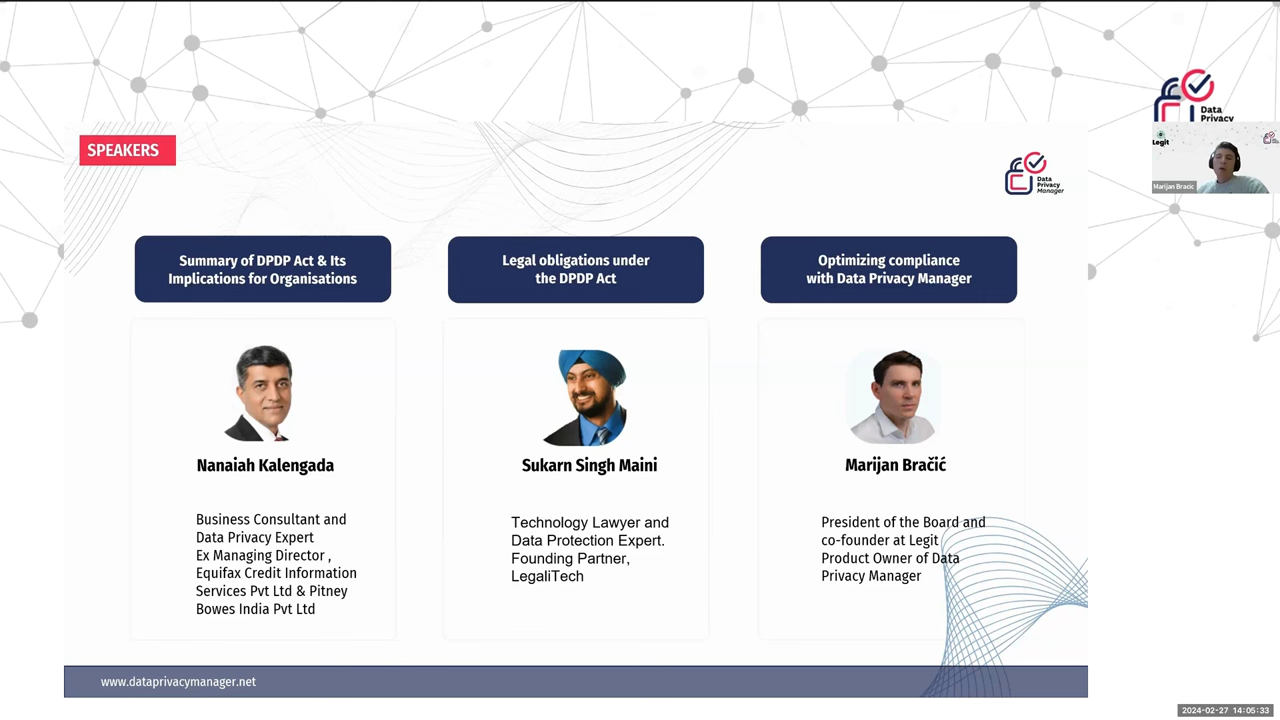 SPEAKERS
Data
Privacy
Manager
Data
Privacy
Legit
Marijan Bracic
Summary of DPDP Act & Its
Implications for Organisations
Legal obligations under
the DPDP Act
Optimizing compliance
with Data Privacy Manager
Nanaiah Kalengada
Sukarn Singh Maini
Marijan Bračić
Business Consultant and
Data Privacy Expert
Ex Managing Director ,
Equifax Credit Information
Services Pvt Ltd & Pitney
Bowes India Pvt Ltd
Technology Lawyer and
Data Protection Expert.
Founding Partner,
LegaliTech
President of the Board and
co-founder at Legit
Product Owner of Data
Privacy Manager
www.dataprivacymanager.net
2024-02-27 14:05:33